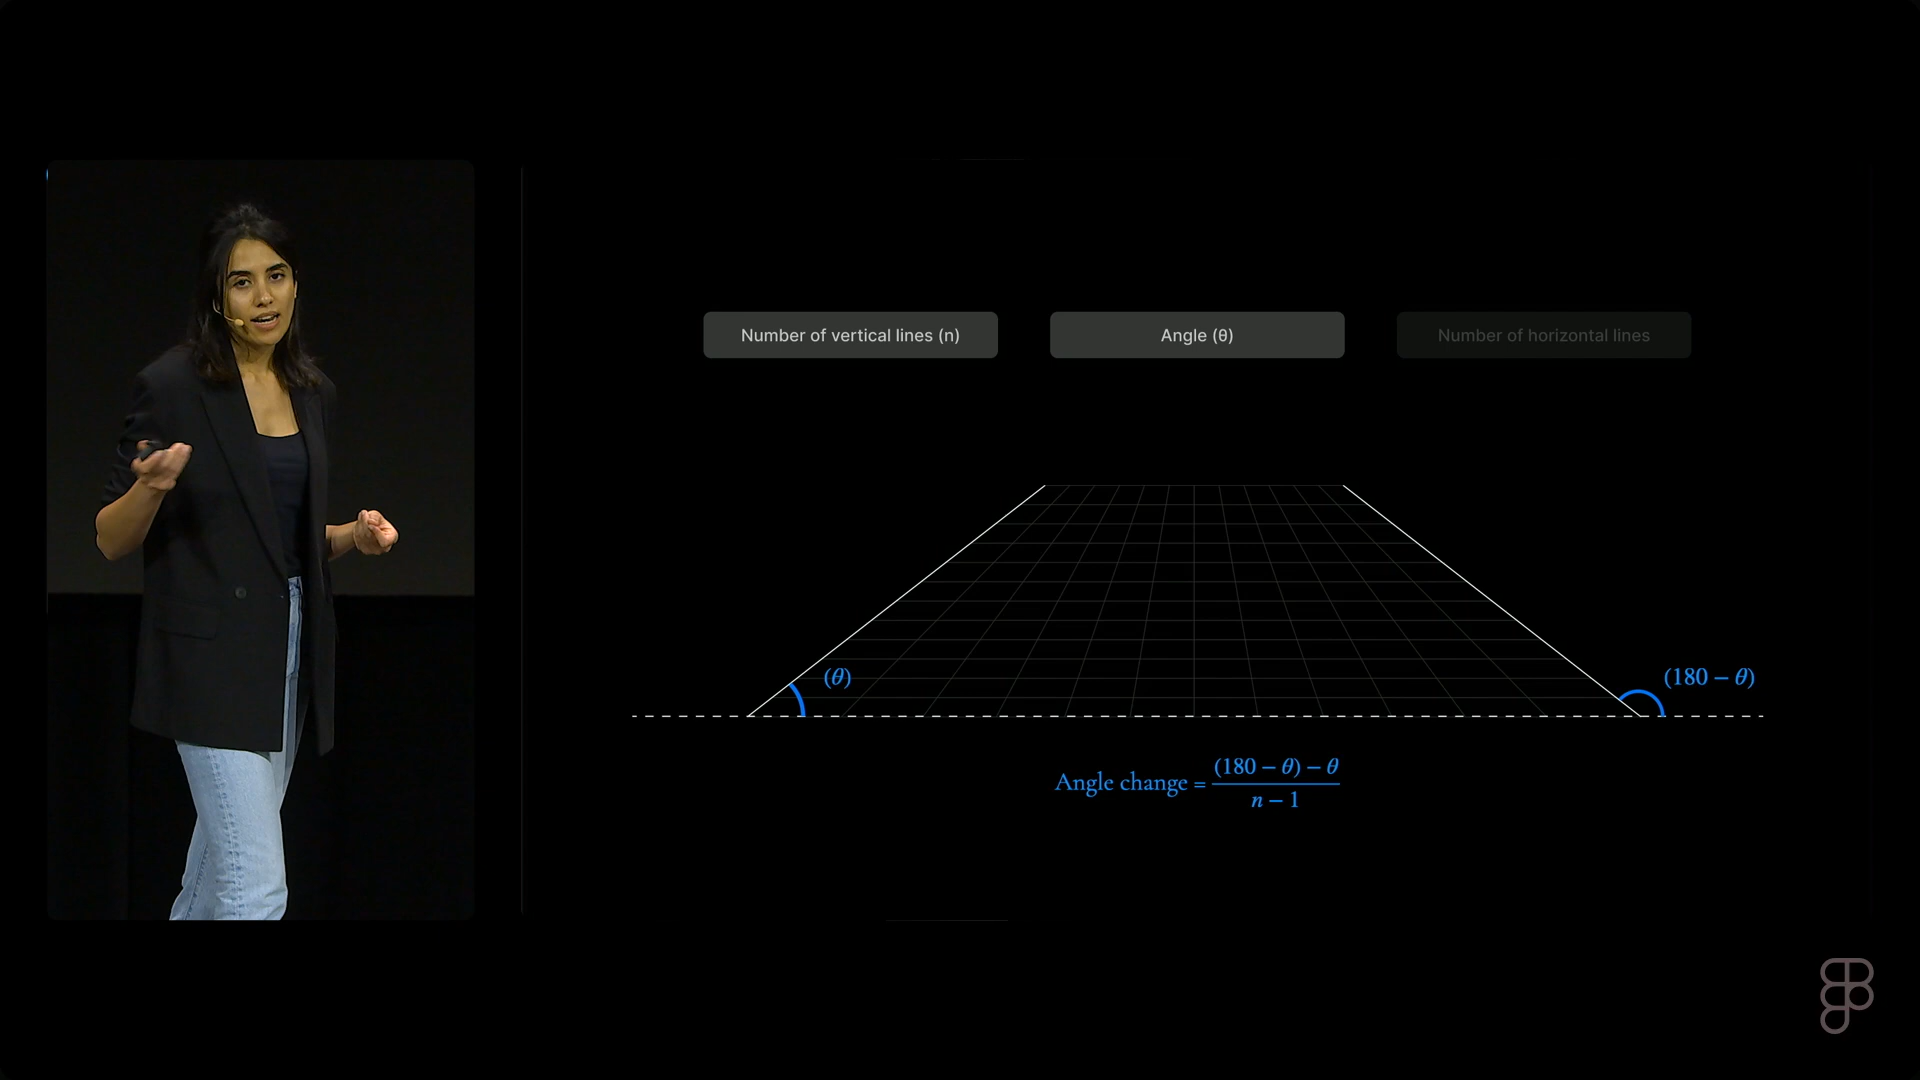 Number of vertical lines (n)
Angle (θ)
Number of horizontal lines
(θ)
(180 − θ)
Angle change = (180 − θ) − θ
n − 1